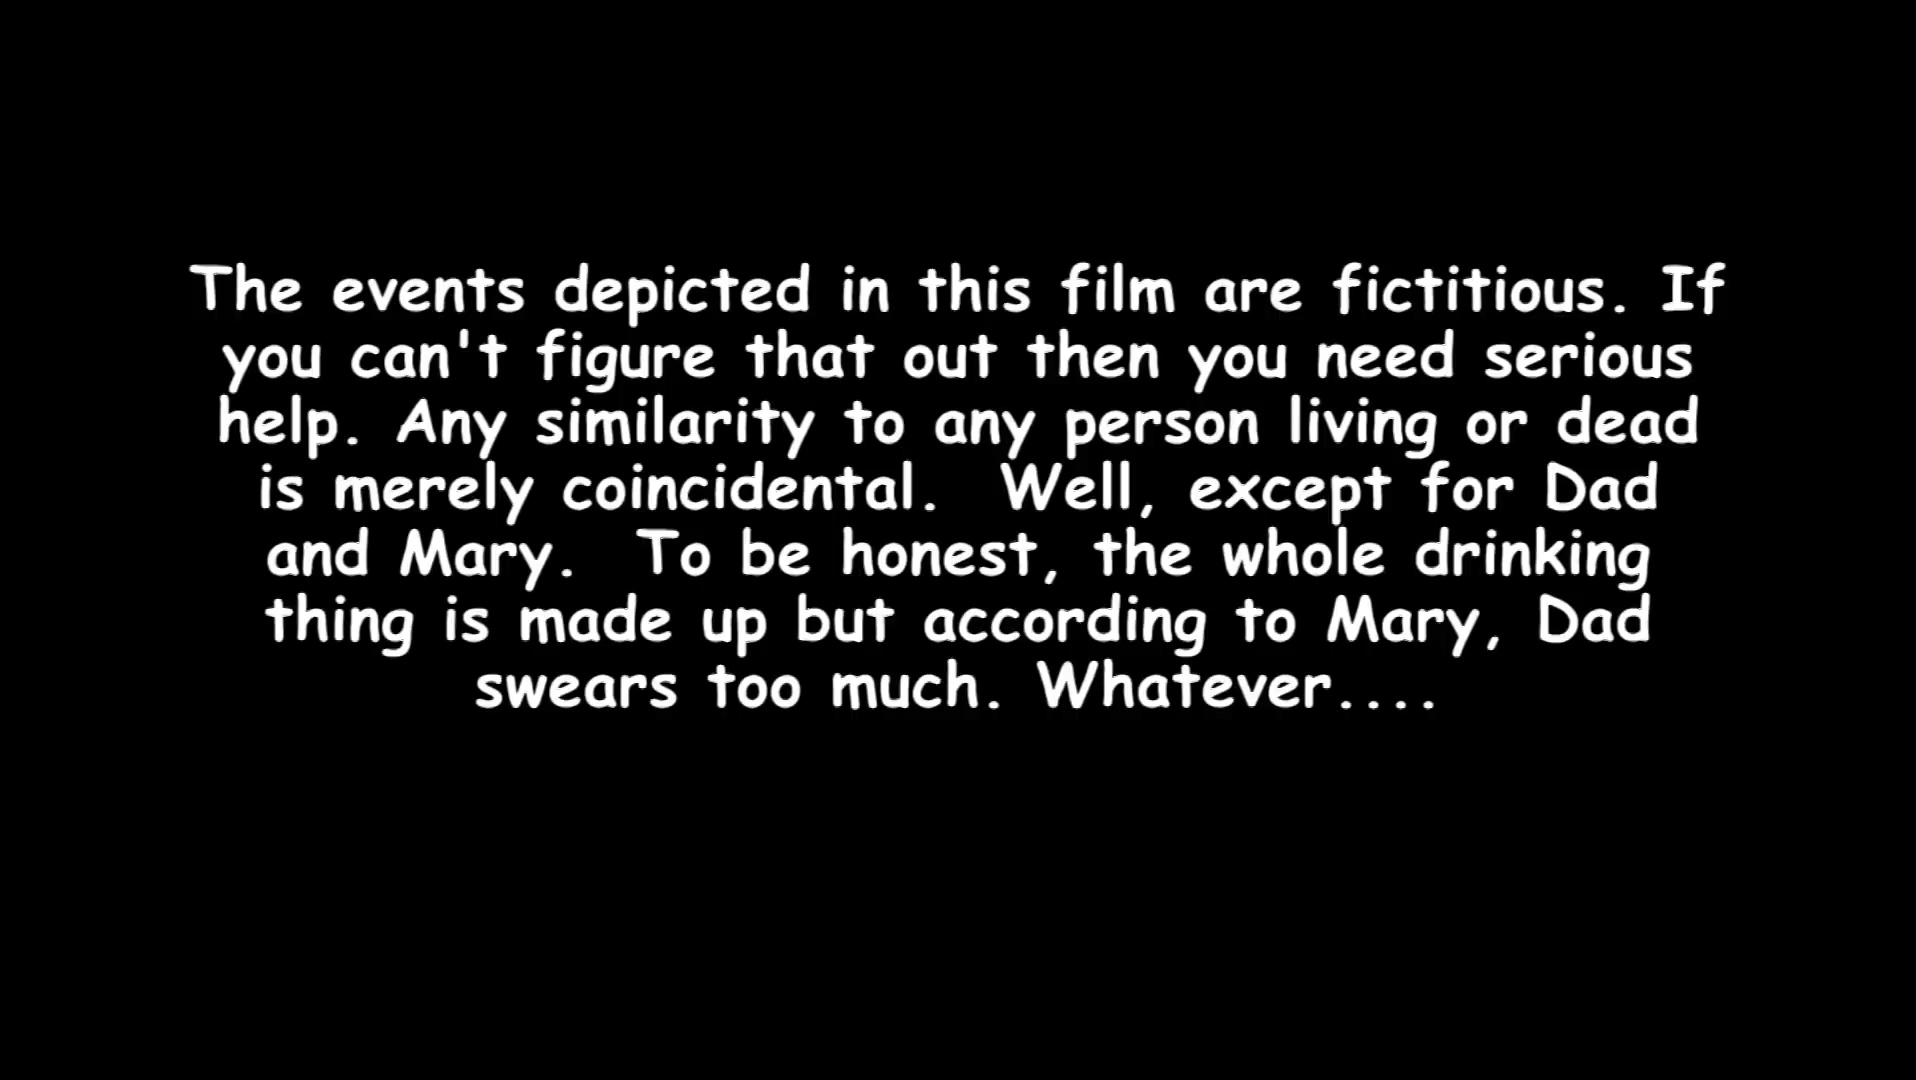 The events depicted in this film are fictitious. If
you can't figure that out then you need serious
help. Any similarity to any person living or dead
is merely coincidental.  Well, except for Dad
and Mary.  To be honest, the whole drinking
thing is made up but according to Mary, Dad
swears too much. Whatever....